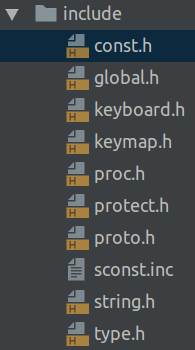 include
const.h
global.h
keyboard.h
keymap.h
proc.h
protect.h
proto.h
sconst.inc
string.h
type.h